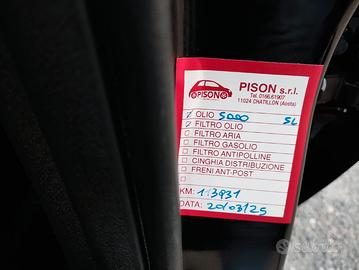 PISON
PISON s.r.l.
Tel. 0166.61907
11024 CHATILLON (Aosta)
OLIO 5000 5L
FILTRO OLIO
FILTRO ARIA
FILTRO GASOLIO
FILTRO ANTIPOLLINE
CINGHIA DISTRIBUZIONE
FRENI ANT-POST
KM: 113931
DATA: 20/03/25